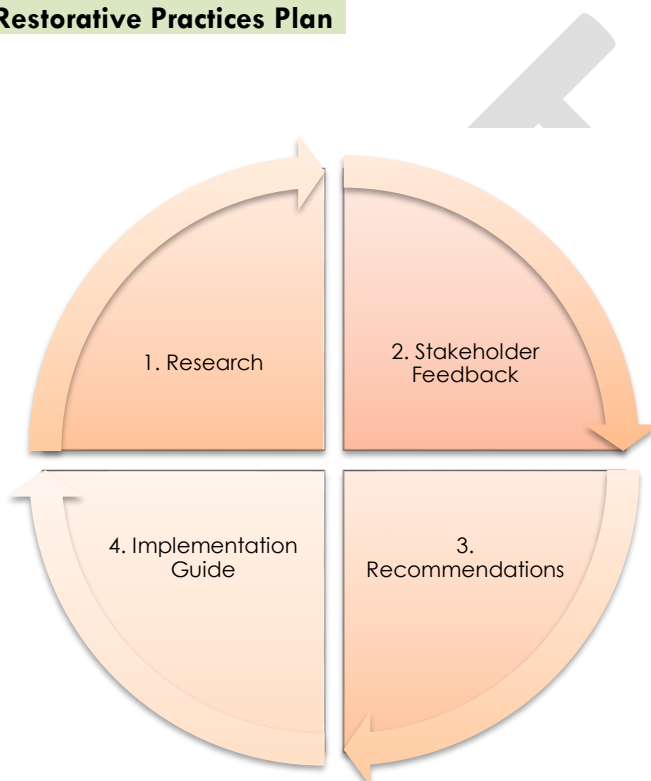 Restorative Practices Plan
1. Research
2. Stakeholder
Feedback
4. Implementation
Guide
3.
Recommendations